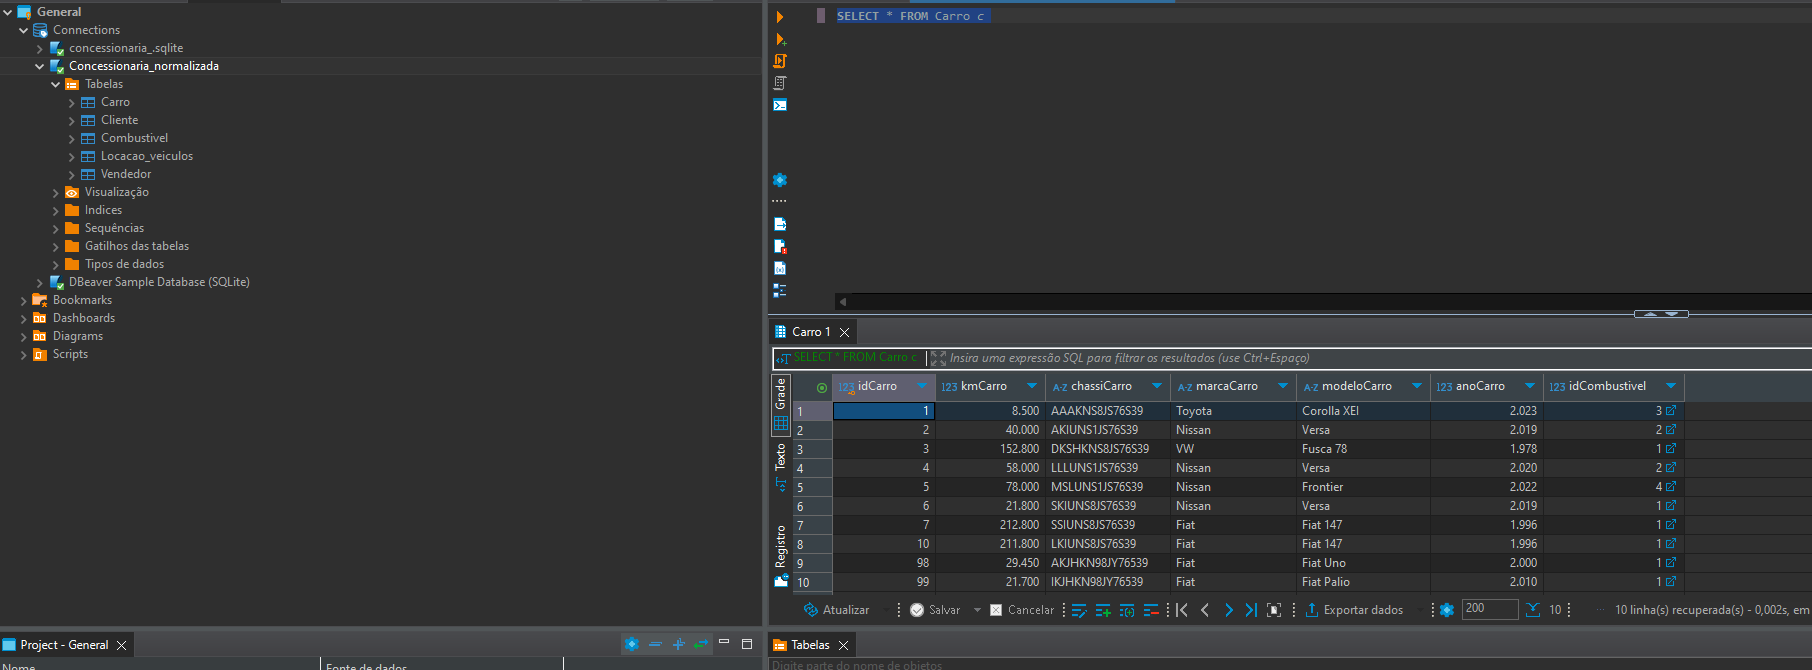 General
Connections
concessionaria_.sqlite
Concessionaria_normalizada
Tabelas
Carro
Cliente
Combustivel
Locacao_veiculos
Vendedor
Visualização
Indices
Sequências
Gatilhos das tabelas
Tipos de dados
DBeaver Sample Database (SQLite)
Bookmarks
Dashboards
Diagrams
Scripts
Project - General
Nome Fonte de dados
SELECT * FROM Carro c
Carro 1
SELECT * FROM Carro c Insira uma expressão SQL para filtrar os resultados (use Ctrl+Espaço)
Grade
Texto
Registro
123 idCarro 123 kmCarro A-Z chassiCarro A-Z marcaCarro A-Z modeloCarro 123 anoCarro 123 idCombustivel
1 1 8.500 AAAKNS8JS76S39 Toyota Corolla XEI 2.023 3
2 2 40.000 AKIUNS1JS76S39 Nissan Versa 2.019 2
3 3 152.800 DKSHKNS8JS76S39 VW Fusca 78 1.978 1
4 4 58.000 LLLUNS1JS76S39 Nissan Versa 2.020 2
5 5 78.000 MSLUNS1JS76S39 Nissan Frontier 2.022 4
6 6 21.800 SKIUNS8JS76S39 Nissan Versa 2.019 1
7 7 212.800 SSIUNS8JS76S39 Fiat Fiat 147 1.996 1
8 10 211.800 LKIUNS8JS76S39 Fiat Fiat 147 1.996 1
9 98 29.450 AKJHKN98JY76539 Fiat Fiat Uno 2.000 1
10 99 21.700 IKJHKN98JY76539 Fiat Fiat Palio 2.010 1
Atualizar Salvar Cancelar Exportar dados 200 10 10 linha(s) recuperada(s) - 0,002s, em
Tabelas
Digite parte do nome de objetos